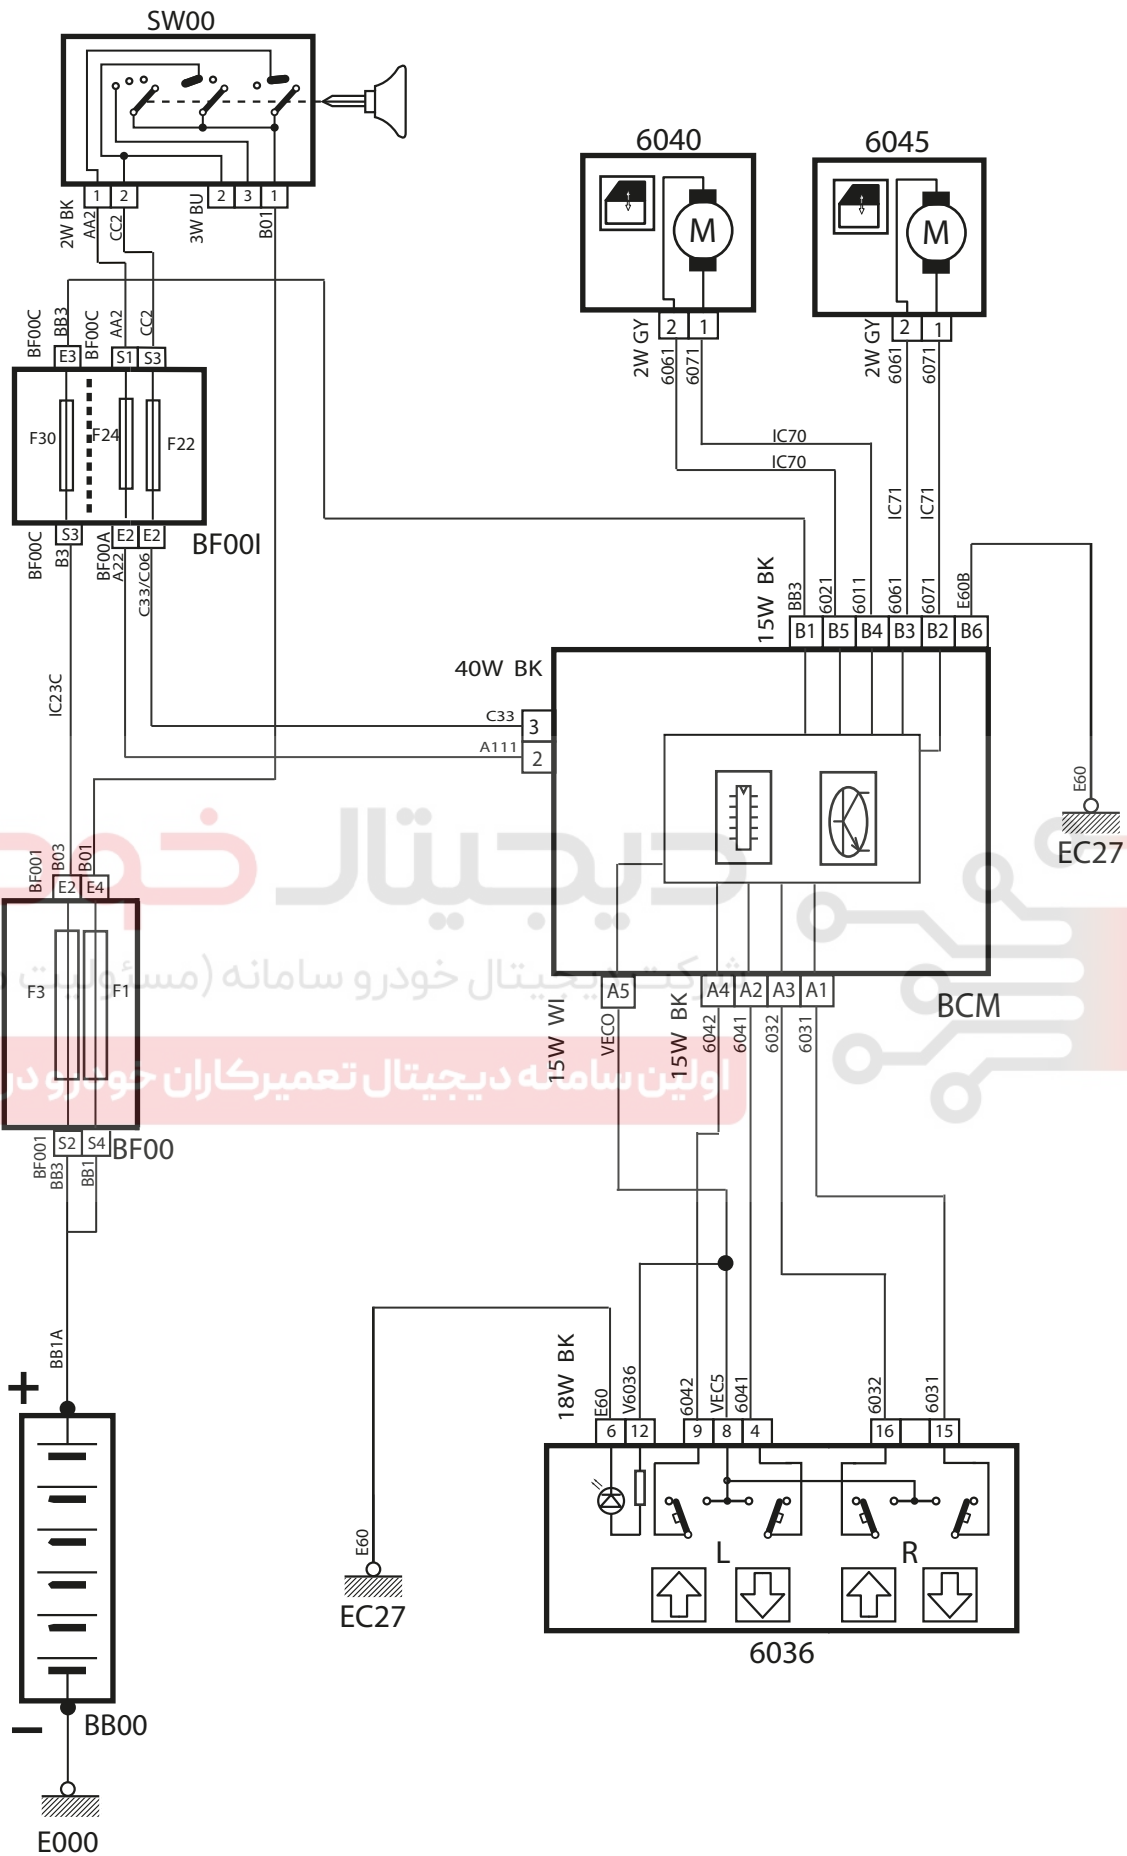 SW00
1
2
2
3
1
2W BK
AA2
CC2
3W BU
B01
6040
M
2
1
2W GY
6061
6071
6045
M
2
1
2W GY
6061
6071
BF00C
BB3
BF00C
AA2
CC2
E3
S1
S3
F30
F24
F22
S3
E2
E2
BF00I
BF00C
B3
BF00A
A22
C33/C06
IC70
IC70
IC71
IC71
IC23C
15W BK
BB3
6021
6011
6061
6071
E60B
B1
B5
B4
B3
B2
B6
40W BK
C33
3
A111
2
E60
EC27
BF001
B03
B01
E2
E4
F3
F1
S2
S4
BF00
BF001
BB3
BB1
دیجیتال خود
شرکت دیجیتال خودرو سامانه (مسئولیت
اولین سامانه دیجیتال تعمیرکاران خودرو در
A5
A4
A2
A3
A1
BCM
15W WI
VECO
15W BK
6042
6041
6032
6031
BB1A
+
−
BB00
E000
E60
EC27
18W BK
E60
V6036
6042
VEC5
6041
6032
6031
6
12
9
8
4
16
15
L
R
6036